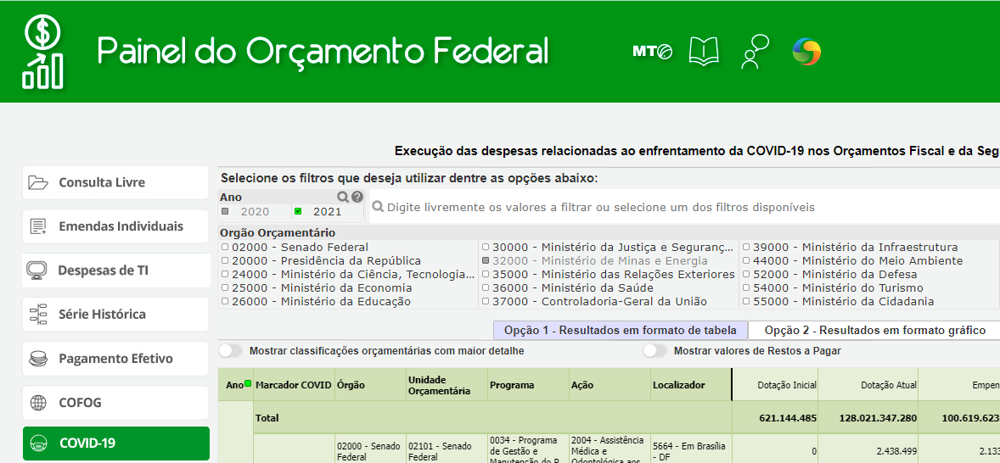 Painel do Orçamento Federal
MTO
Execução das despesas relacionadas ao enfrentamento da COVID-19 nos Orçamentos Fiscal e da Seg
Consulta Livre
Emendas Individuais
Despesas de TI
Série Histórica
Pagamento Efetivo
COFOG
COVID-19
Selecione os filtros que deseja utilizar dentre as opções abaixo:
Ano
2020 2021
Digite livremente os valores a filtrar ou selecione um dos filtros disponíveis
Orgão Orçamentário
02000 - Senado Federal
20000 - Presidência da República
24000 - Ministério da Ciência, Tecnologia...
25000 - Ministério da Economia
26000 - Ministério da Educação
30000 - Ministério da Justiça e Seguranç...
32000 - Ministério de Minas e Energia
35000 - Ministério das Relações Exteriores
36000 - Ministério da Saúde
37000 - Controladoria-Geral da União
39000 - Ministério da Infraestrutura
44000 - Ministério do Meio Ambiente
52000 - Ministério da Defesa
54000 - Ministério do Turismo
55000 - Ministério da Cidadania
Opção 1 - Resultados em formato de tabela
Opção 2 - Resultados em formato gráfico
Mostrar classificações orçamentárias com maior detalhe
Mostrar valores de Restos a Pagar
Ano
Marcador COVID
Órgão
Unidade
Orçamentária
Programa
Ação
Localizador
Dotação Inicial
Dotação Atual
Empen
Total
621.144.485
128.021.347.280
100.619.623
02000 - Senado
Federal
02101 - Senado
Federal
0034 - Programa
de Gestão e
Manutenção do P
2004 - Assistência
Médica e
Odontológica aos
5664 - Em Brasília
- DF
0
2.438.499
2.133